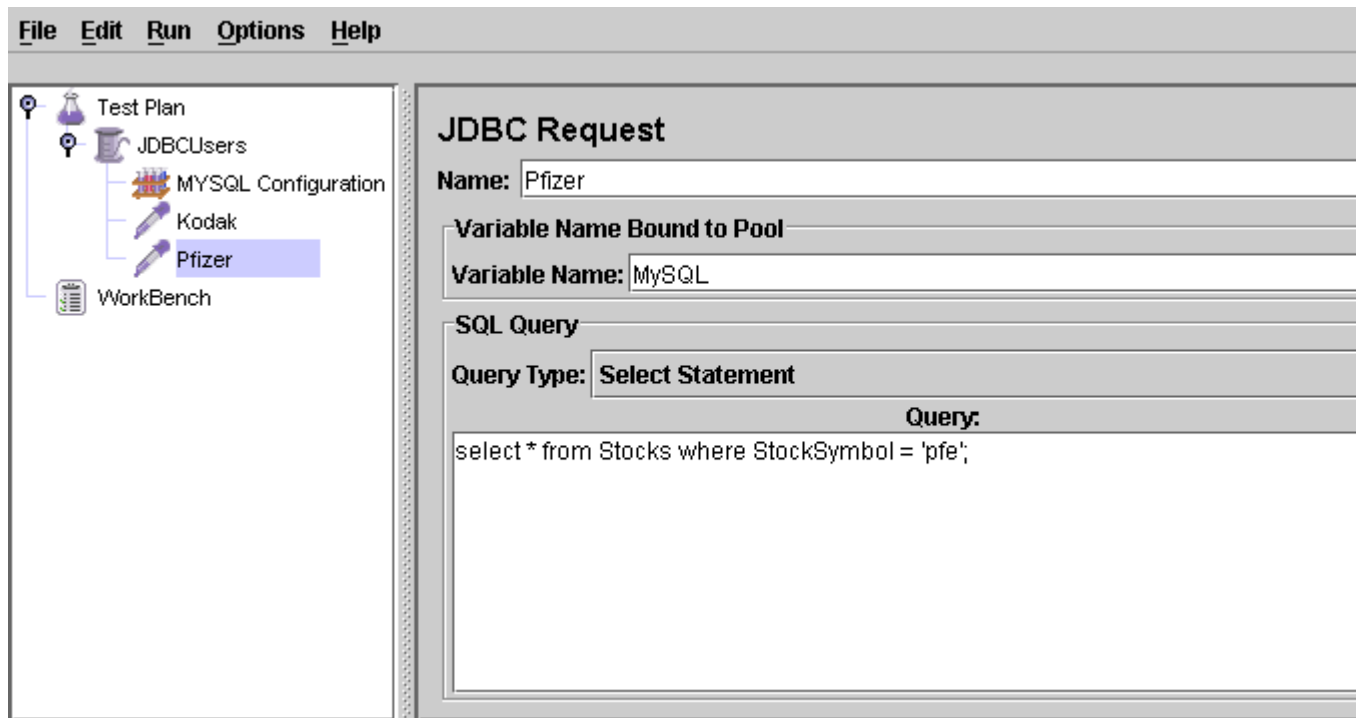 File Edit Run Options Help
Test Plan
JDBCUsers
MYSQL Configuration
Kodak
Pfizer
WorkBench
JDBC Request
Name: Pfizer
Variable Name Bound to Pool
Variable Name: MySQL
SQL Query
Query Type: Select Statement
Query:
select * from Stocks where StockSymbol = 'pfe';